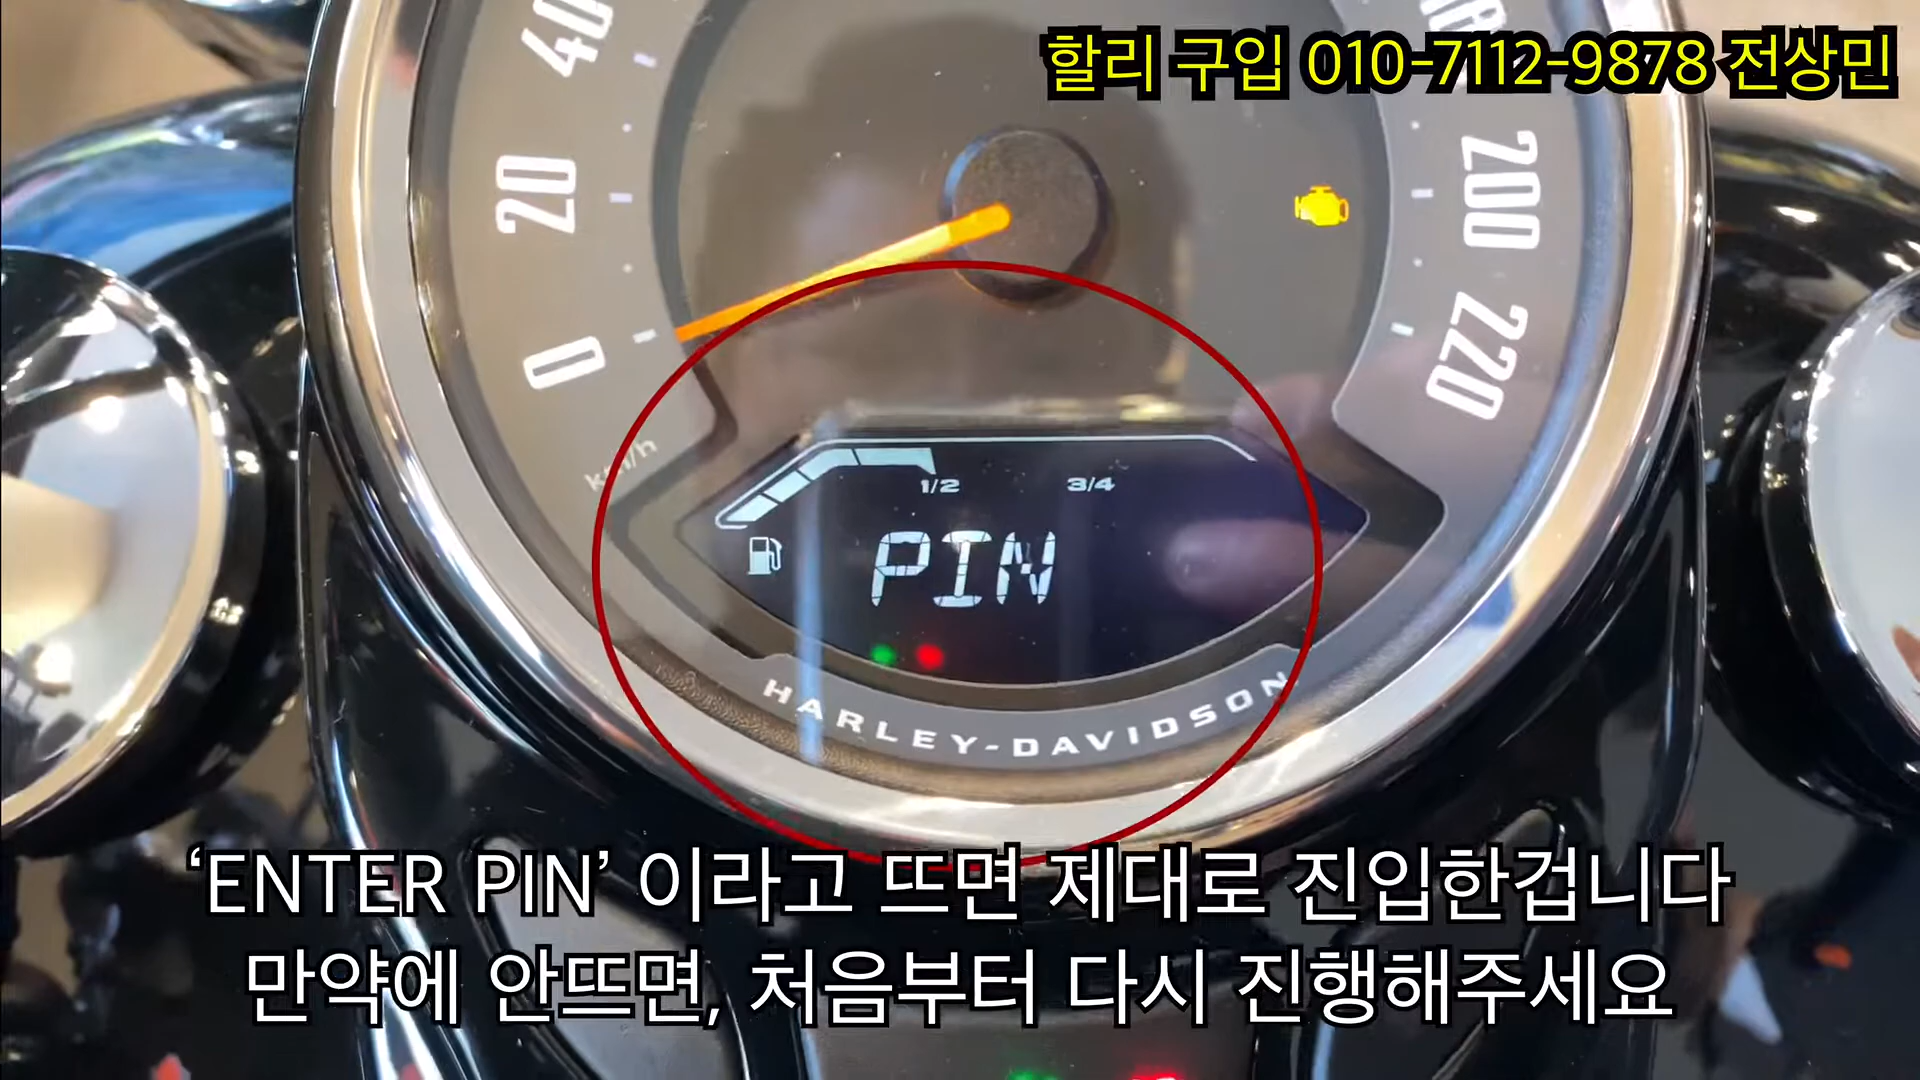 할리 구입 010-7112-9878 전상민
40
20
0
km/h
180
200
220
1/2
3/4
PIN
HARLEY-DAVIDSON
‘ENTER PIN’ 이라고 뜨면 제대로 진입한겁니다
만약에 안뜨면, 처음부터 다시 진행해주세요